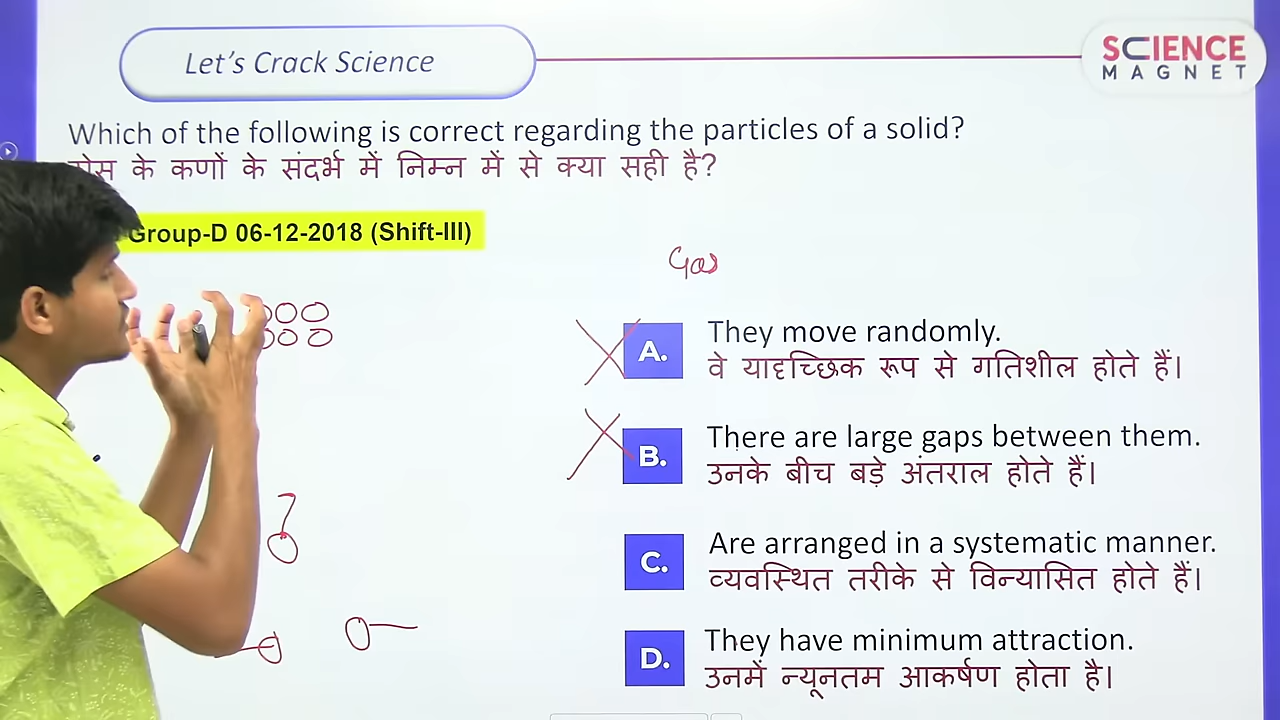 Let's Crack Science
SCIENCE
MAGNET
Which of the following is correct regarding the particles of a solid?
के कणों के संदर्भ में निम्न में से क्या सही है?
Group-D 06-12-2018 (Shift-III)
Gas
A. They move randomly.
वे यादृच्छिक रूप से गतिशील होते हैं।
B. There are large gaps between them.
उनके बीच बड़े अंतराल होते हैं।
C. Are arranged in a systematic manner.
व्यवस्थित तरीके से विन्यासित होते हैं।
D. They have minimum attraction.
उनमें न्यूनतम आकर्षण होता है।